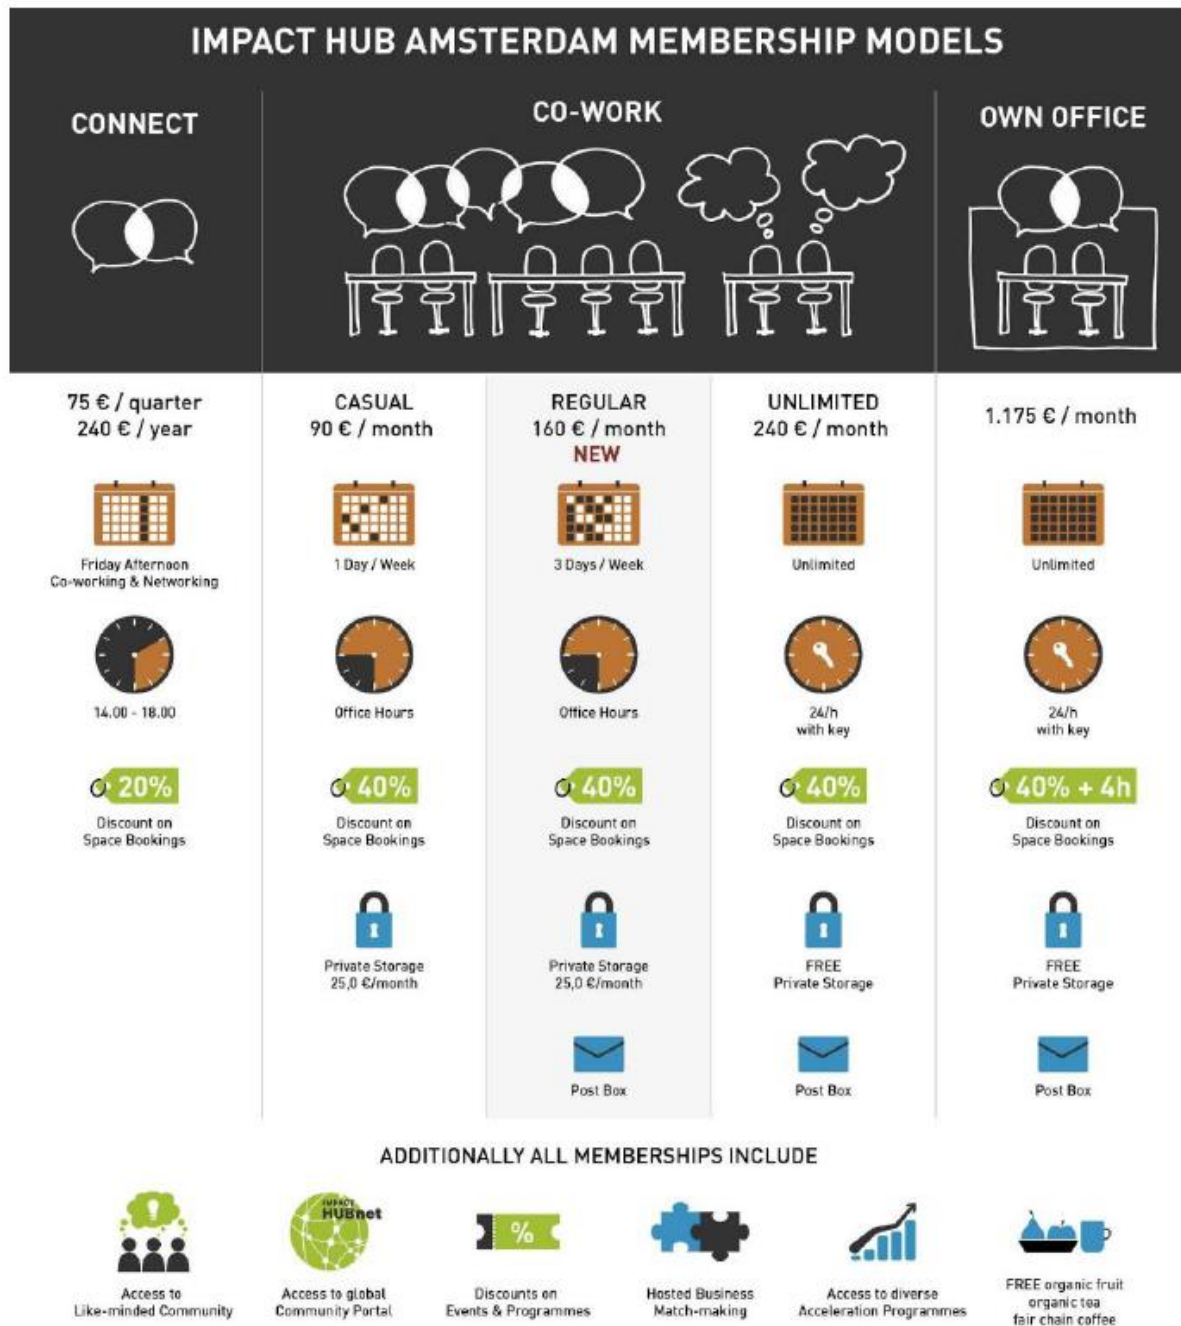 IMPACT HUB AMSTERDAM MEMBERSHIP MODELS
CONNECT
CO-WORK
OWN OFFICE
75 € / quarter
240 € / year
CASUAL
90 € / month
REGULAR
160 € / month
NEW
UNLIMITED
240 € / month
1.175 € / month
Friday Afternoon
Co-working & Networking
1 Day / Week
3 Days / Week
Unlimited
Unlimited
14.00 - 18.00
Office Hours
Office Hours
24/h
with key
24/h
with key
20%
Discount on
Space Bookings
40%
Discount on
Space Bookings
40%
Discount on
Space Bookings
40%
Discount on
Space Bookings
40% + 4h
Discount on
Space Bookings
Private Storage
25,0 €/month
Private Storage
25,0 €/month
FREE
Private Storage
FREE
Private Storage
Post Box
Post Box
Post Box
ADDITIONALLY ALL MEMBERSHIPS INCLUDE
IMPACT
HUBnet
%
Access to
Like-minded Community
Access to global
Community Portal
Discounts on
Events & Programmes
Hosted Business
Match-making
Access to diverse
Acceleration Programmes
FREE organic fruit
organic tea
fair chain coffee